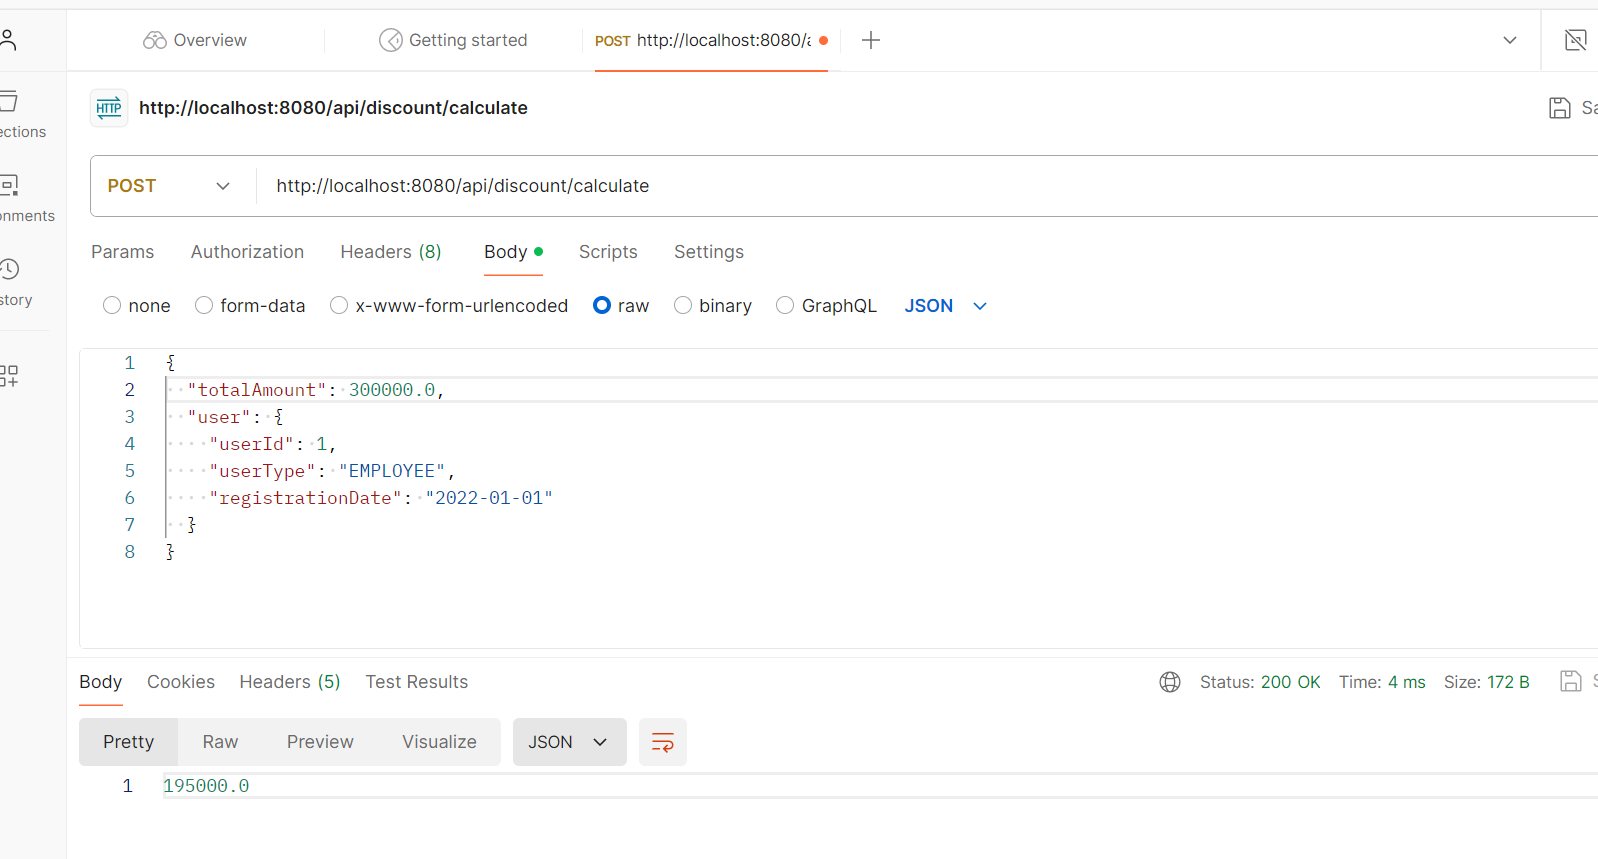 Overview
Getting started
POST http://localhost:8080/a
HTTP http://localhost:8080/api/discount/calculate
Sa
ections
onments
story
POST http://localhost:8080/api/discount/calculate
Params Authorization Headers (8) Body Scripts Settings
none form-data x-www-form-urlencoded raw binary GraphQL JSON
1 {
2 "totalAmount": 300000.0,
3 "user": {
4 "userId": 1,
5 "userType": "EMPLOYEE",
6 "registrationDate": "2022-01-01"
7 }
8 }
Body Cookies Headers (5) Test Results Status: 200 OK Time: 4 ms Size: 172 B S
Pretty Raw Preview Visualize JSON
1 195000.0